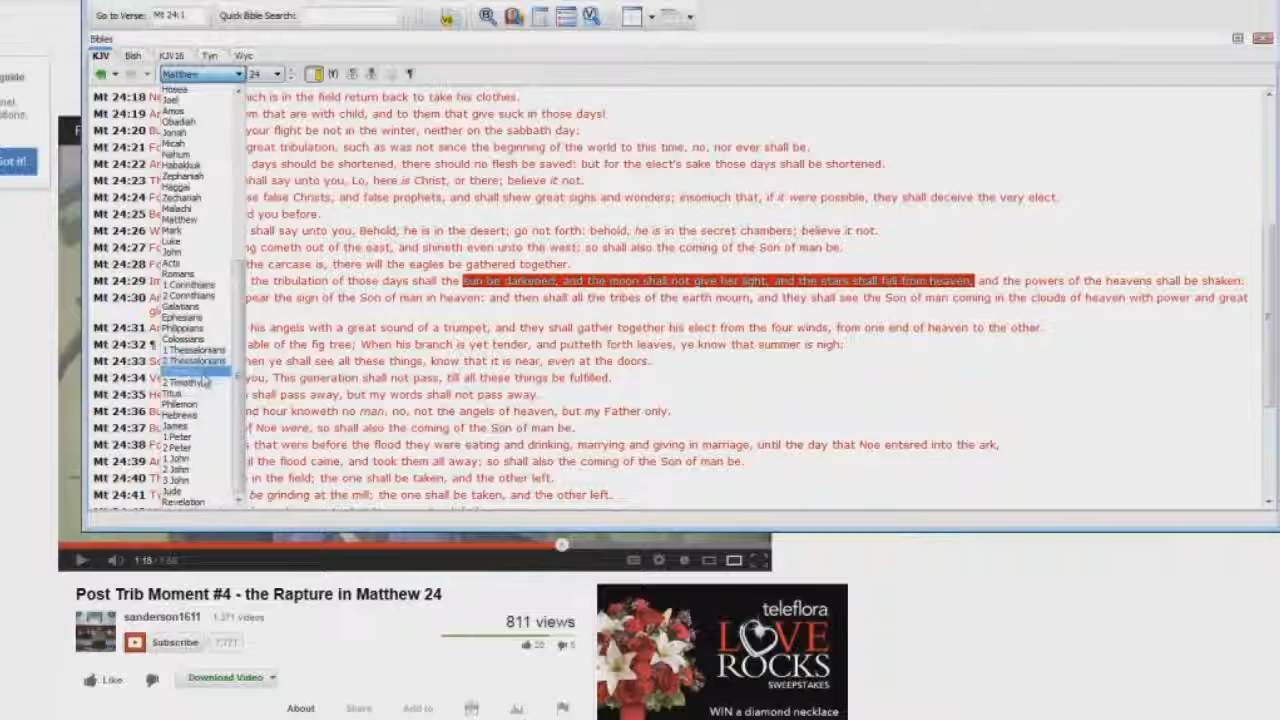 Go to Verse: Mt 24:1 Quick Bible Search:
Bibles
KJV Bish KJV16 Tyn Wyc
Matthew 24
Hosea
Joel
Amos
Obadiah
Jonah
Micah
Nahum
Habakkuk
Zephaniah
Haggai
Zechariah
Malachi
Matthew
Mark
Luke
John
Acts
Romans
1 Corinthians
2 Corinthians
Galatians
Ephesians
Philippians
Colossians
1 Thessalonians
2 Thessalonians
2 Timothy
Titus
Philemon
Hebrews
James
1 Peter
2 Peter
1 John
2 John
3 John
Jude
Revelation
Mt 24:18 hich is in the field return back to take his clothes.
Mt 24:19 m that are with child, and to them that give suck in those days!
Mt 24:20 your flight be not in the winter, neither on the sabbath day:
Mt 24:21 great tribulation, such as was not since the beginning of the world to this time, no, nor ever shall be.
Mt 24:22 days should be shortened, there should no flesh be saved: but for the elect's sake those days shall be shortened.
Mt 24:23 hall say unto you, Lo, here is Christ, or there; believe it not.
Mt 24:24 se false Christs, and false prophets, and shall shew great signs and wonders; insomuch that, if it were possible, they shall deceive the very elect.
Mt 24:25 d you before.
Mt 24:26 shall say unto you, Behold, he is in the desert; go not forth: behold, he is in the secret chambers; believe it not.
Mt 24:27 ng cometh out of the east, and shineth even unto the west; so shall also the coming of the Son of man be.
Mt 24:28 the carcase is, there will the eagles be gathered together.
Mt 24:29 the tribulation of those days shall the sun be darkened, and the moon shall not give her light, and the stars shall fall from heaven, and the powers of the heavens shall be shaken:
Mt 24:30 pear the sign of the Son of man in heaven: and then shall all the tribes of the earth mourn, and they shall see the Son of man coming in the clouds of heaven with power and great
Mt 24:31 his angels with a great sound of a trumpet, and they shall gather together his elect from the four winds, from one end of heaven to the other.
Mt 24:32 ¶ able of the fig tree; When his branch is yet tender, and putteth forth leaves, ye know that summer is nigh:
Mt 24:33 hen ye shall see all these things, know that it is near, even at the doors.
Mt 24:34 you, This generation shall not pass, till all these things be fulfilled.
Mt 24:35 shall pass away, but my words shall not pass away.
Mt 24:36 nd hour knoweth no man, no, not the angels of heaven, but my Father only.
Mt 24:37 f Noe were, so shall also the coming of the Son of man be.
Mt 24:38 s that were before the flood they were eating and drinking, marrying and giving in marriage, until the day that Noe entered into the ark,
Mt 24:39 il the flood came, and took them all away; so shall also the coming of the Son of man be.
Mt 24:40 in the field; the one shall be taken, and the other left.
Mt 24:41 be grinding at the mill; the one shall be taken, and the other left.
guide
Got it!
1:18
Post Trib Moment #4 - the Rapture in Matthew 24
sanderson1611 1,371 videos
Subscribe
811 views
Like
Download Video
About Share Add to
teleflora
LOVE
ROCKS
SWEEPSTAKES
WIN a diamond necklace